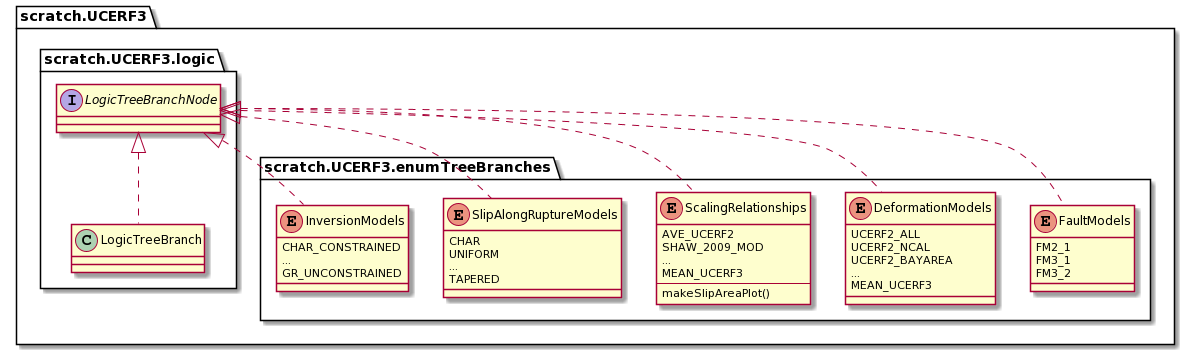 scratch.UCERF3
scratch.UCERF3.logic
I LogicTreeBranchNode
C LogicTreeBranch
scratch.UCERF3.enumTreeBranches
E InversionModels
CHAR_CONSTRAINED
...
GR_UNCONSTRAINED
E SlipAlongRuptureModels
CHAR
UNIFORM
...
TAPERED
E ScalingRelationships
AVE_UCERF2
SHAW_2009_MOD
...
MEAN_UCERF3
makeSlipAreaPlot()
E DeformationModels
UCERF2_ALL
UCERF2_NCAL
UCERF2_BAYAREA
...
MEAN_UCERF3
E FaultModels
FM2_1
FM3_1
FM3_2